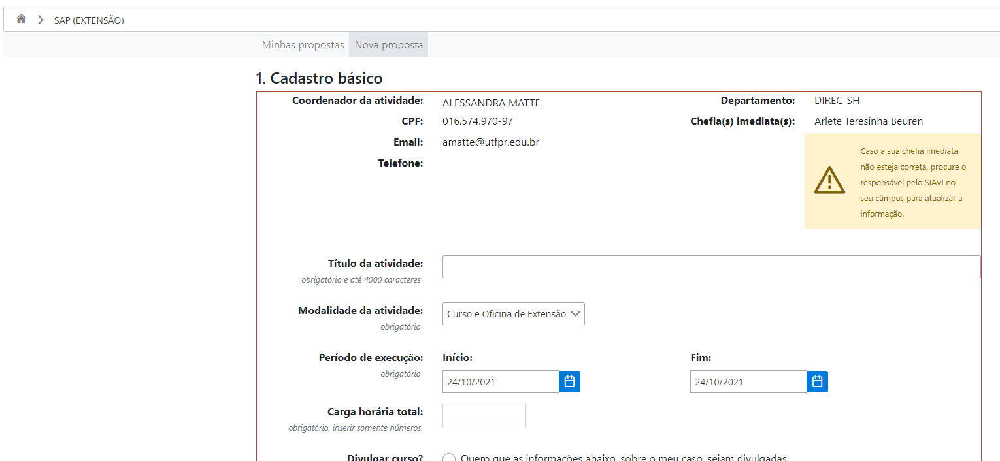 SAP (EXTENSÃO)
Minhas propostas Nova proposta
1. Cadastro básico
Coordenador da atividade: ALESSANDRA MATTE Departamento: DIREC-SH
CPF: 016.574.970-97 Chefia(s) imediata(s): Arlete Teresinha Beuren
Email: amatte@utfpr.edu.br
Telefone:
Caso a sua chefia imediata
não esteja correta, procure o
responsável pelo SIAVI no
seu câmpus para atualizar a
informação.
Título da atividade:
obrigatório e até 4000 caracteres
Modalidade da atividade: Curso e Oficina de Extensão
obrigatório
Período de execução: Início: Fim:
obrigatório
24/10/2021 24/10/2021
Carga horária total:
obrigatório, inserir somente números.
Divulgar curso? Quero que as informações abaixo, sobre o meu caso, sejam divulgadas